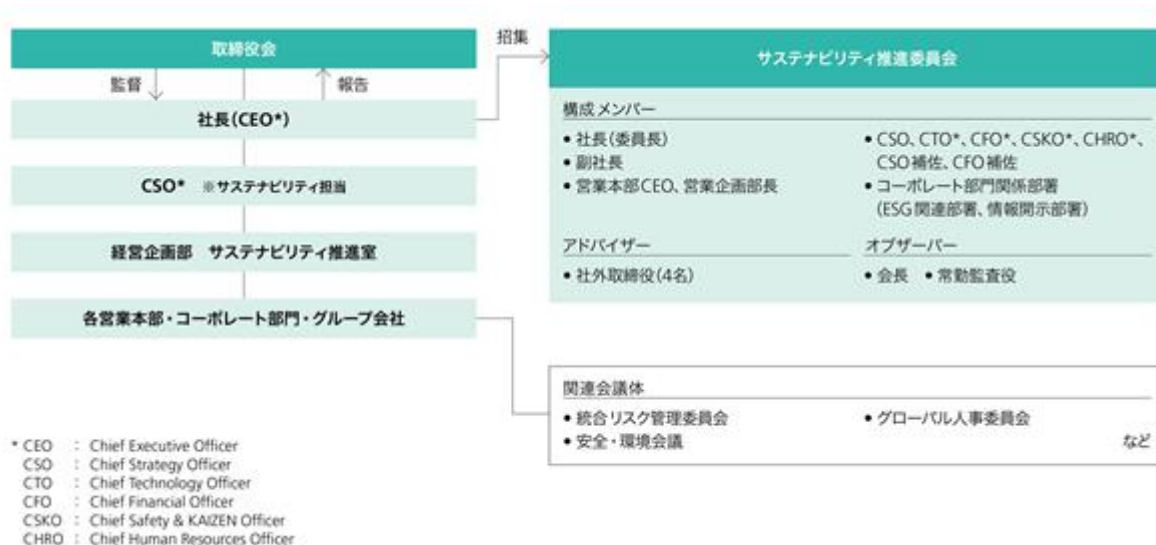 取締役会
監督
報告
社長(CEO*)
CSO* ※サステナビリティ担当
経営企画部 サステナビリティ推進室
各営業本部・コーポレート部門・グループ会社
招集
サステナビリティ推進委員会
構成メンバー
• 社長(委員長)
• 副社長
• 営業本部CEO、営業企画部長
• CSO、CTO*、CFO*、CSKO*、CHRO*、
CSO補佐、CFO補佐
• コーポレート部門関係部署
(ESG関連部署、情報開示部署)
アドバイザー
• 社外取締役(4名)
オブザーバー
• 会長 • 常勤監査役
関連会議体
• 統合リスク管理委員会
• 安全・環境会議
• グローバル人事委員会
など
* CEO : Chief Executive Officer
CSO : Chief Strategy Officer
CTO : Chief Technology Officer
CFO : Chief Financial Officer
CSKO : Chief Safety & KAIZEN Officer
CHRO : Chief Human Resources Officer